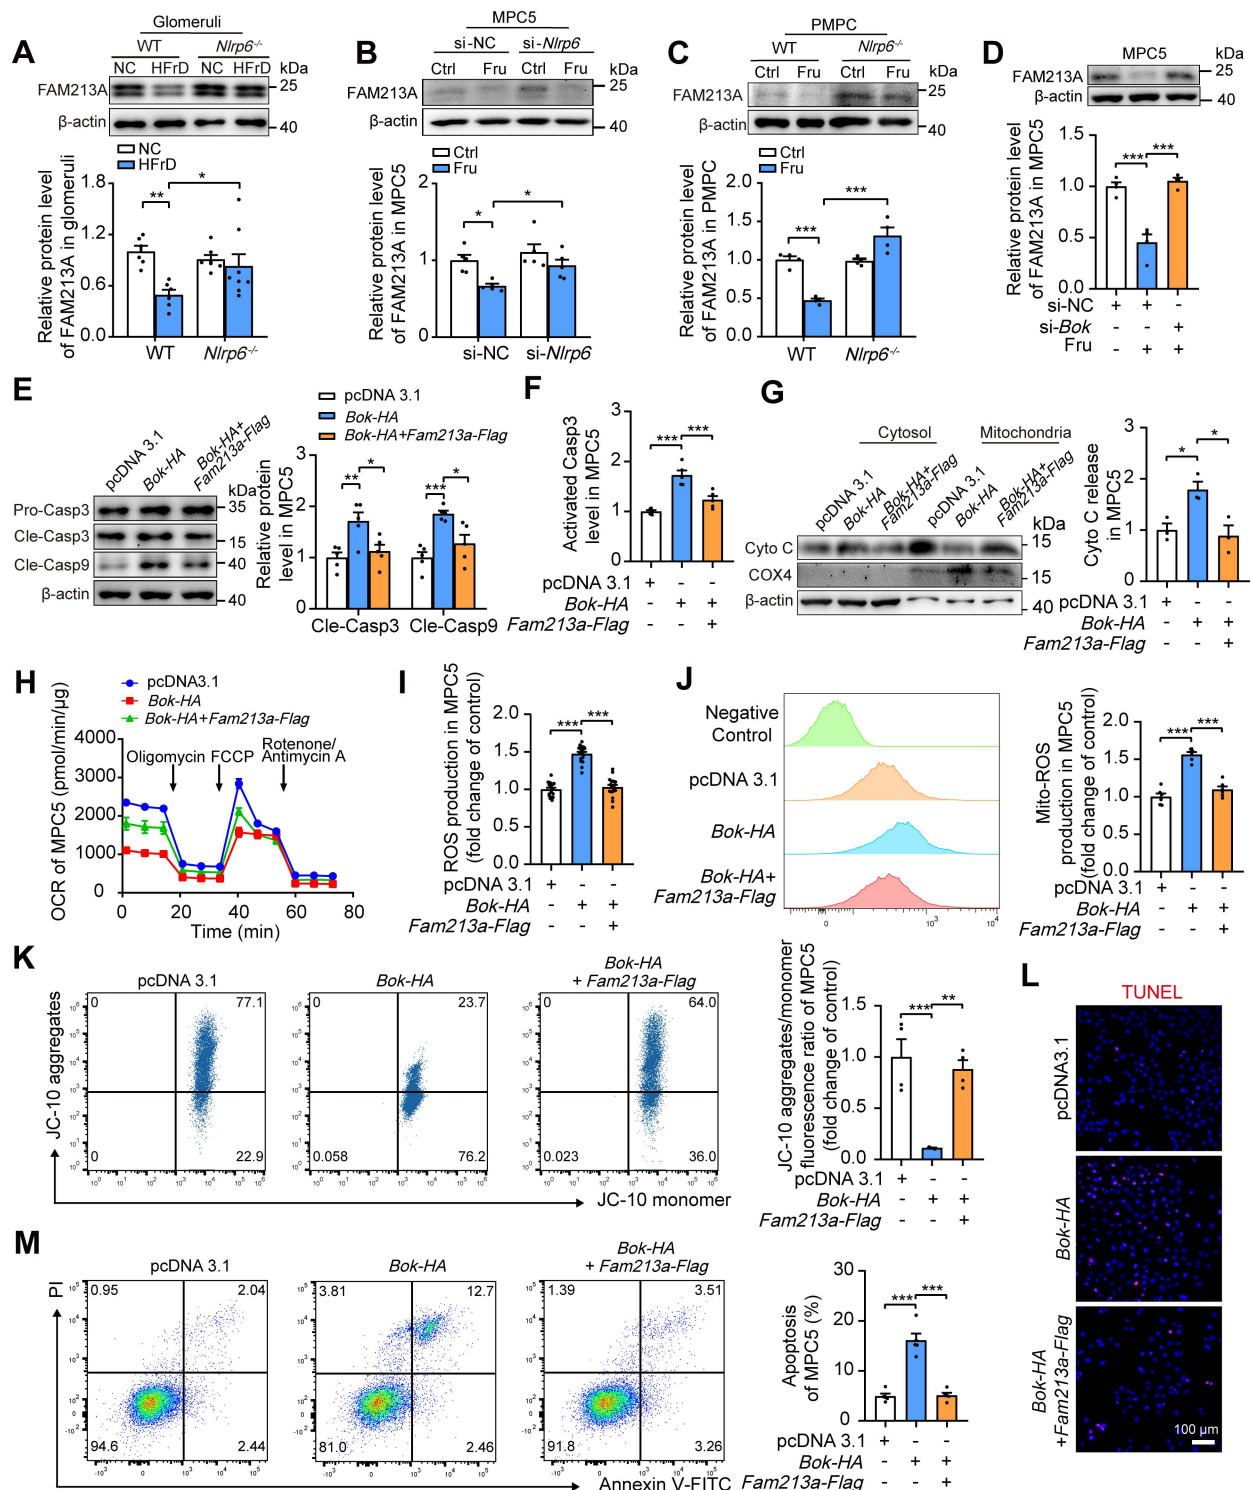 A
Glomeruli
WT Nlrp6-/-
NC HFrD NC HFrD kDa
FAM213A 25
β-actin 40
NC
HFrD
Relative protein level
of FAM213A in glomeruli
1.8
1.2
0.6
0.0
** *
WT Nlrp6-/-
B
MPC5
si-NC si-Nlrp6
Ctrl Fru Ctrl Fru kDa
FAM213A 25
β-actin 40
Ctrl
Fru
Relative protein level
of FAM213A in MPC5
2
1
0
* *
si-NC si-Nlrp6
C
PMPC
WT Nlrp6-/-
Ctrl Fru Ctrl Fru kDa
FAM213A 25
β-actin 40
Ctrl
Fru
Relative protein level
of FAM213A in PMPC
2.0
1.5
1.0
0.5
0.0
*** ***
WT Nlrp6-/-
D
MPC5
kDa
FAM213A 25
β-actin 40
Relative protein level
of FAM213A in MPC5
1.5
1.0
0.5
0.0
*** ***
si-NC + + -
si-Bok - - +
Fru - + +
E
pcDNA 3.1
Bok-HA
Bok-HA+
Fam213a-Flag
kDa
Pro-Casp3 35
Cle-Casp3 15
Cle-Casp9 40
β-actin 40
pcDNA 3.1
Bok-HA
Bok-HA+Fam213a-Flag
Relative protein
level in MPC5
3
2
1
0
** * *** *
Cle-Casp3 Cle-Casp9
F
Activated Casp3
level in MPC5
3
2
1
0
*** ***
pcDNA 3.1 + - -
Bok-HA - + +
Fam213a-Flag - - +
G
Cytosol Mitochondria
pcDNA 3.1
Bok-HA
Bok-HA+
Fam213a-Flag
pcDNA 3.1
Bok-HA
Bok-HA+
Fam213a-Flag
kDa
Cyto C 15
COX4 15
β-actin 40
Cyto C release
in MPC5
3
2
1
0
* *
pcDNA 3.1 + - -
Bok-HA - + +
Fam213a-Flag - - +
H
pcDNA3.1
Bok-HA
Bok-HA+Fam213a-Flag
OCR of MPC5 (pmol/min/µg)
4000
3000
2000
1000
0
Oligomycin FCCP Rotenone/
Antimycin A
0 20 40 60 80
Time (min)
I
ROS production in MPC5
(fold change of control)
2.0
1.5
1.0
0.5
0.0
*** ***
pcDNA 3.1 + - -
Bok-HA - + +
Fam213a-Flag - - +
J
Negative
Control
pcDNA 3.1
Bok-HA
Bok-HA+
Fam213a-Flag
0 10³ 10⁴
Mito-ROS
production in MPC5
(fold change of control)
2.0
1.5
1.0
0.5
0.0
*** ***
pcDNA 3.1 + - -
Bok-HA - + +
Fam213a-Flag - - +
K
pcDNA 3.1 Bok-HA Bok-HA
+ Fam213a-Flag
JC-10 aggregates
0 77.1
0 22.9
0 23.7
0.058 76.2
0 64.0
0.023 36.0
JC-10 monomer
JC-10 aggregates/monomer
fluorescence ratio of MPC5
(fold change of control)
1.5
1.0
0.5
0.0
*** **
pcDNA 3.1 + - -
Bok-HA - + +
Fam213a-Flag - - +
L
TUNEL
pcDNA3.1
Bok-HA
Bok-HA
+Fam213a-Flag
100 µm
M
pcDNA 3.1 Bok-HA Bok-HA
+ Fam213a-Flag
PI
0.95 2.04
94.6 2.44
3.81 12.7
81.0 2.46
1.39 3.51
91.8 3.26
Annexin V-FITC
Apoptosis
of MPC5 (%)
30
20
10
0
*** ***
pcDNA 3.1 + - -
Bok-HA - + +
Fam213a-Flag - - +